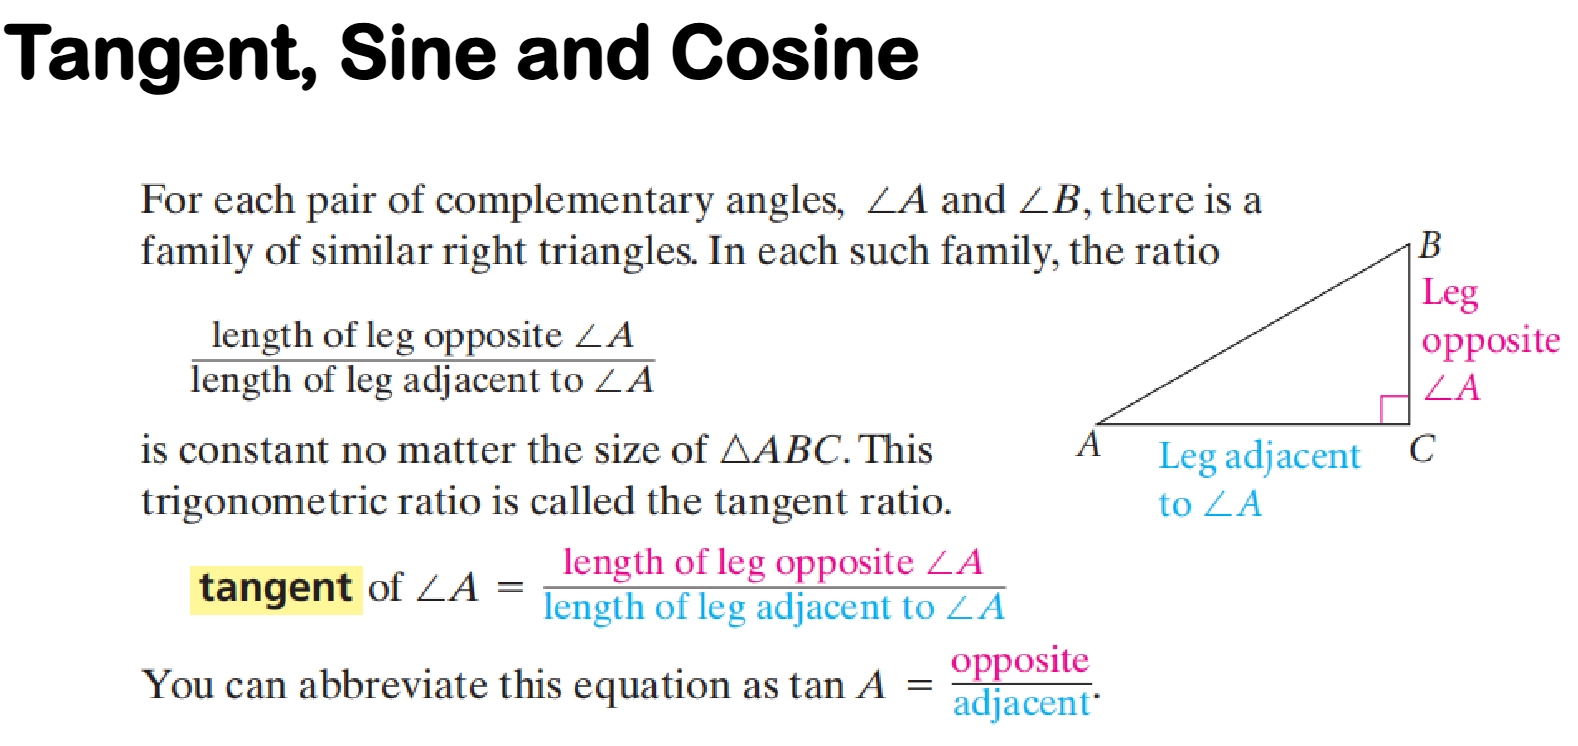 Tangent, Sine and Cosine
For each pair of complementary angles, ∠A and ∠B, there is a
family of similar right triangles. In each such family, the ratio
length of leg opposite ∠A
length of leg adjacent to ∠A
is constant no matter the size of △ABC. This
trigonometric ratio is called the tangent ratio.
tangent of ∠A = length of leg opposite ∠A
length of leg adjacent to ∠A
You can abbreviate this equation as tan A = opposite
adjacent.
B
Leg
opposite
∠A
A
C
Leg adjacent
to ∠A